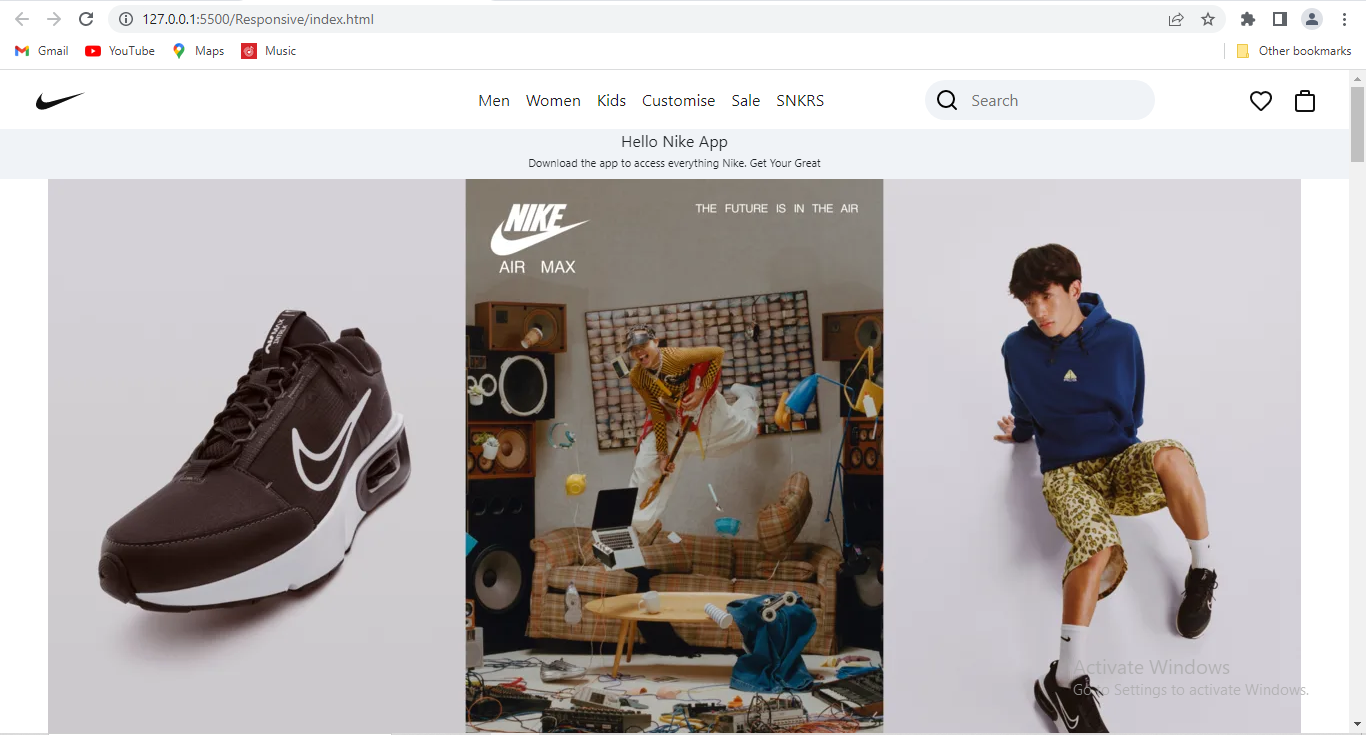 127.0.0.1:5500/Responsive/index.html
Gmail YouTube Maps Music Other bookmarks
Men Women Kids Customise Sale SNKRS Search
Hello Nike App
Download the app to access everything Nike. Get Your Great
NIKE THE FUTURE IS IN THE AIR
AIR MAX
AIR MAX
Activate Windows
Go to Settings to activate Windows.